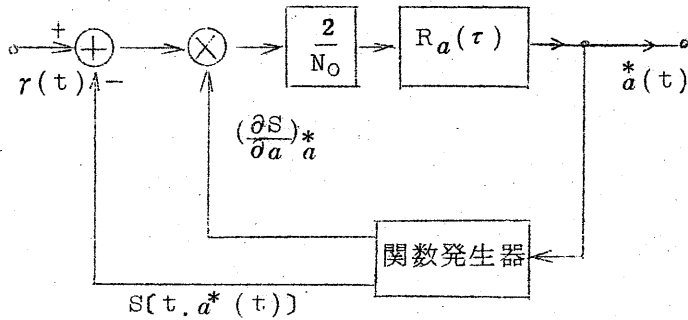 +
r(t)
−
2
N₀
Rₐ(τ)
a*(t)
(∂S/∂a)ₐ*
関数発生器
S[t.a*(t)]